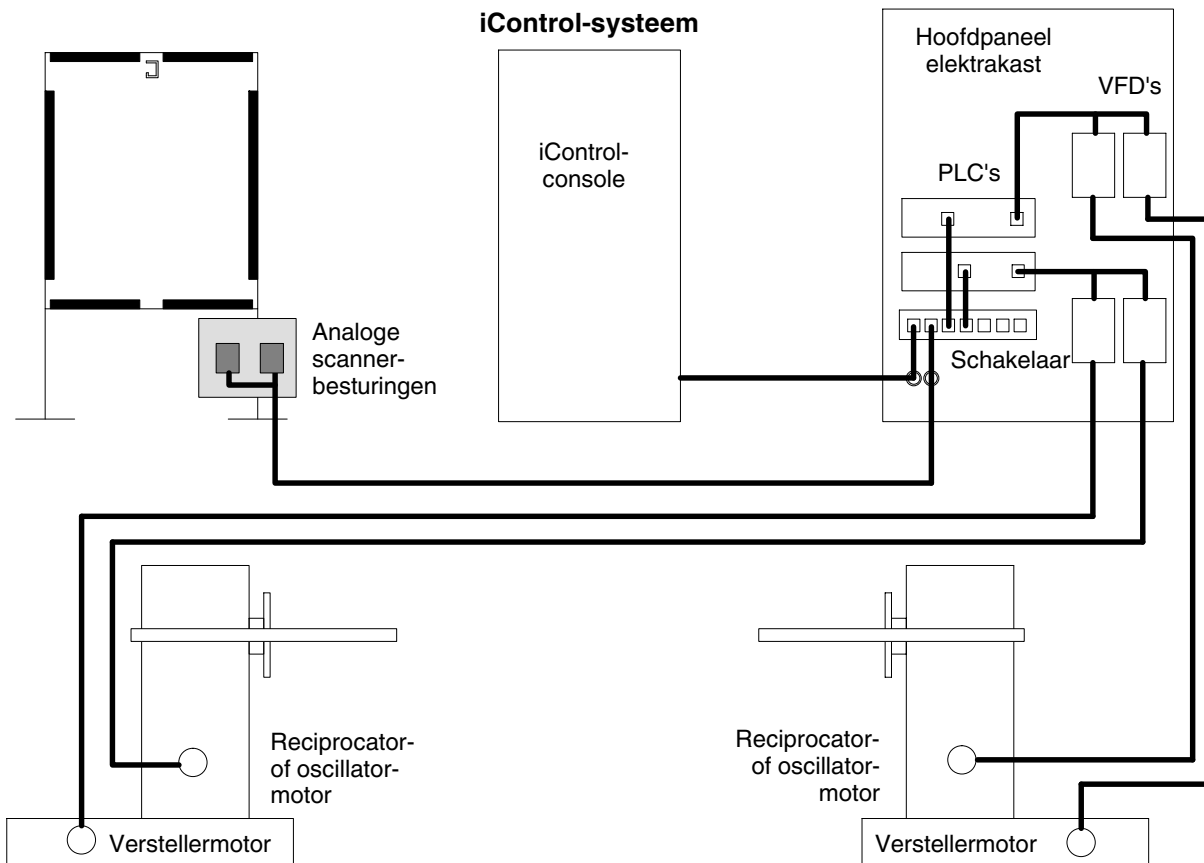 iControl-systeem
Hoofdpaneel
elektrakast
VFD's
iControl-
console
PLC's
Analoge
scanner-
besturingen
Schakelaar
Reciprocator-
of oscillator-
motor
Reciprocator-
of oscillator-
motor
Verstellermotor
Verstellermotor